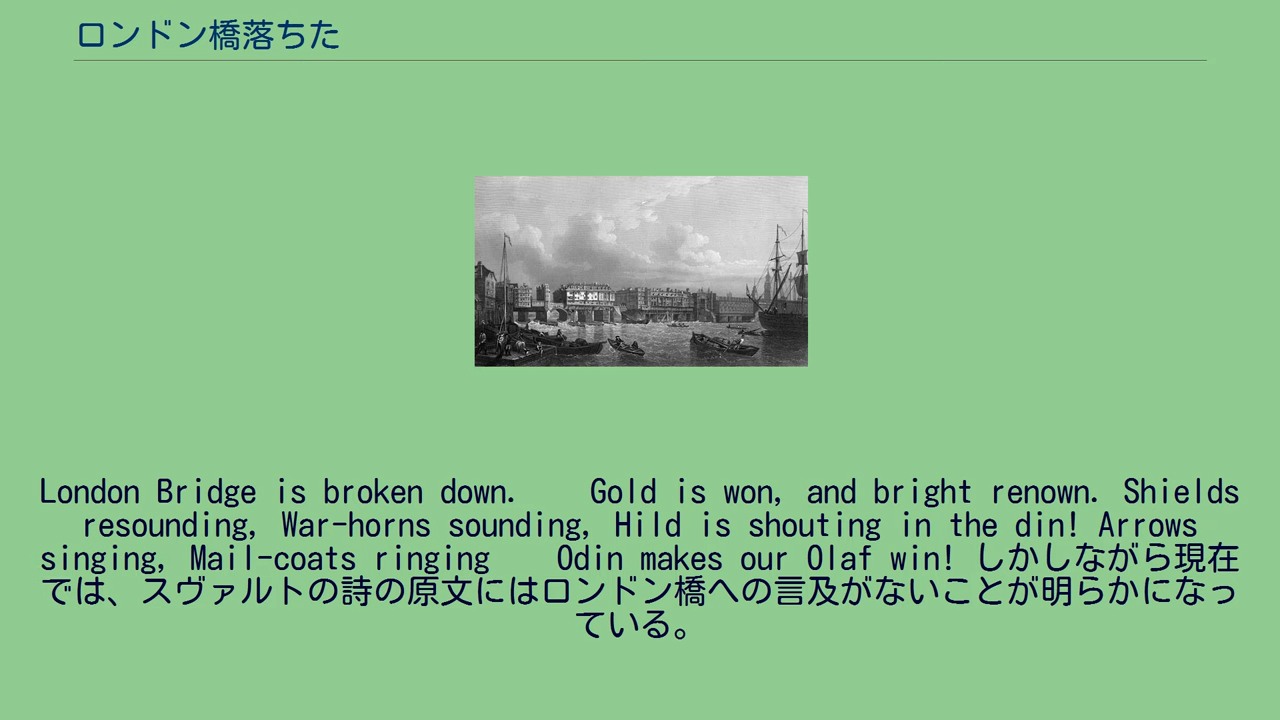 ロンドン橋落ちた
London Bridge is broken down.    Gold is won, and bright renown. Shields
resounding, War-horns sounding, Hild is shouting in the din! Arrows
singing, Mail-coats ringing    Odin makes our Olaf win! しかしながら現在
では、スヴァルトの詩の原文にはロンドン橋への言及がないことが明らかになっ
ている。